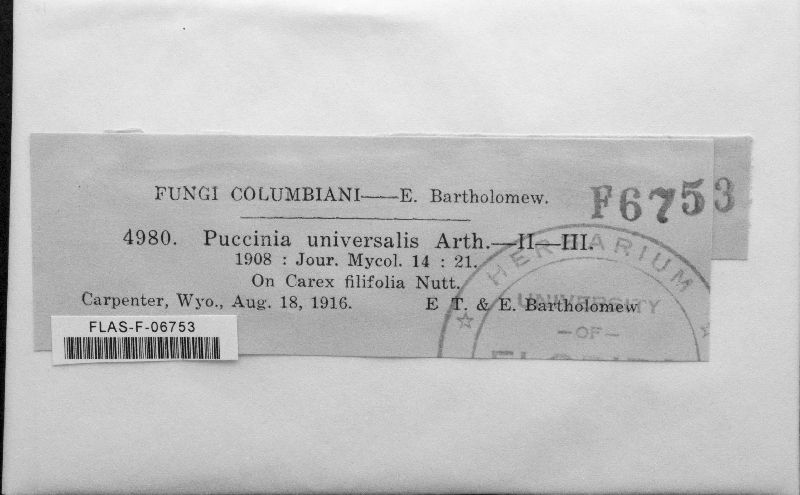 FUNGI COLUMBIANI——E. Bartholomew.
F6753
4980. Puccinia universalis Arth.—II—III.
1908 : Jour. Mycol. 14 : 21.
On Carex filifolia Nutt.
Carpenter, Wyo., Aug. 18, 1916. E T. & E. Bartholomew
HERBARIUM
UNIVERSITY
—OF—
FLORIDA
FLAS-F-06753